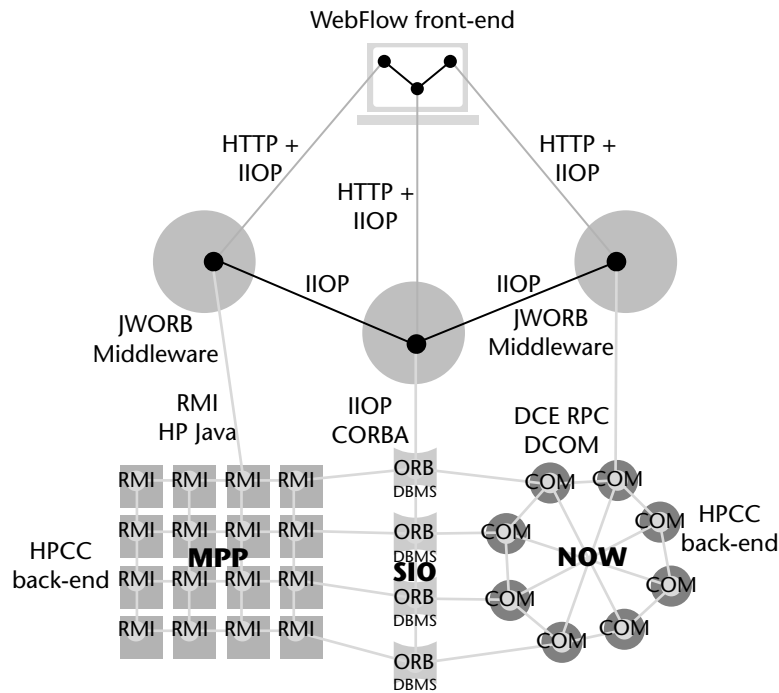 WebFlow front-end
HTTP +
IIOP
HTTP +
IIOP
HTTP +
IIOP
IIOP
IIOP
JWORB
Middleware
JWORB
Middleware
RMI
HP Java
IIOP
CORBA
DCE RPC
DCOM
RMI RMI RMI RMI
ORB
DBMS
COM COM
RMI RMI RMI RMI
ORB
DBMS
COM COM
HPCC
back-end
MPP
SIO
NOW
HPCC
back-end
RMI RMI RMI RMI
ORB
DBMS
COM COM
RMI RMI RMI RMI
ORB
DBMS
COM COM